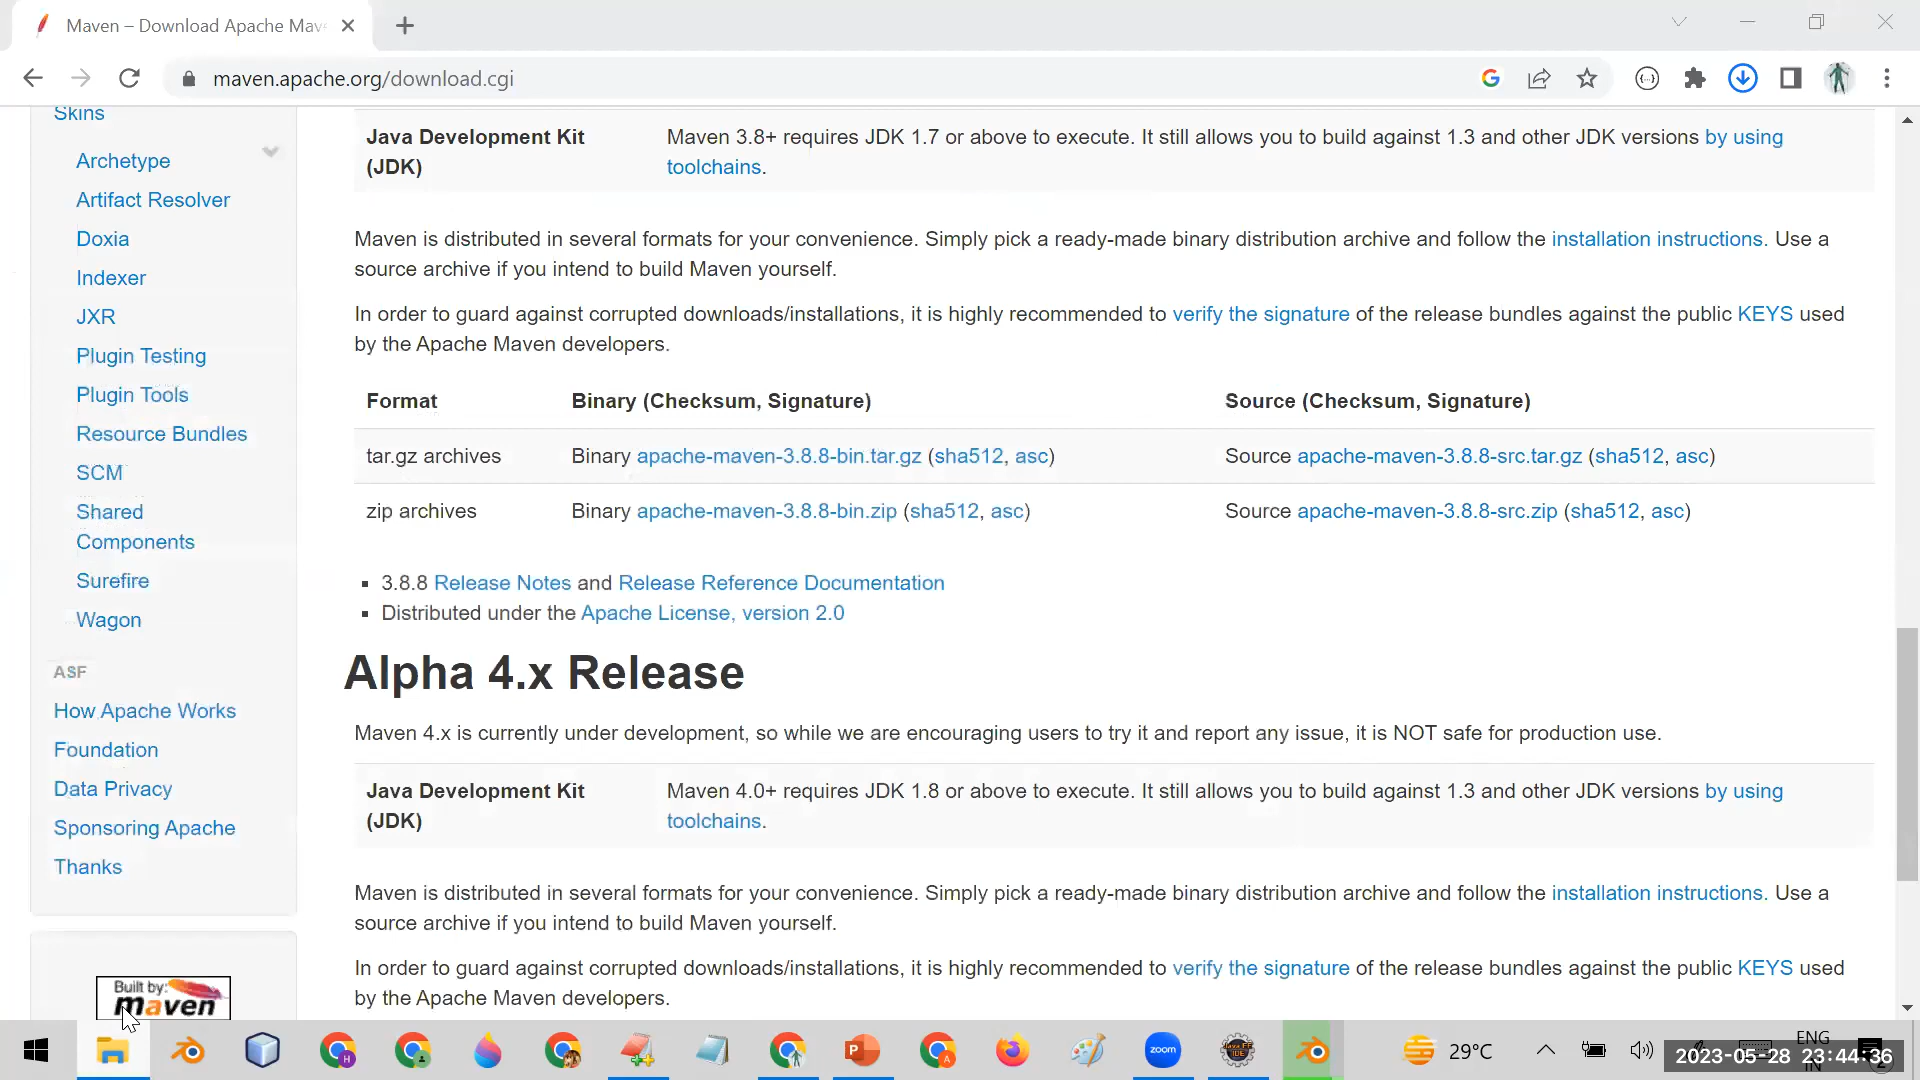 Maven – Download Apache Mav
maven.apache.org/download.cgi
Skins
Archetype
Artifact Resolver
Doxia
Indexer
JXR
Plugin Testing
Plugin Tools
Resource Bundles
SCM
Shared
Components
Surefire
Wagon
ASF
How Apache Works
Foundation
Data Privacy
Sponsoring Apache
Thanks
Built by:
maven
Java Development Kit
(JDK)
Maven 3.8+ requires JDK 1.7 or above to execute. It still allows you to build against 1.3 and other JDK versions by using
toolchains.
Maven is distributed in several formats for your convenience. Simply pick a ready-made binary distribution archive and follow the installation instructions. Use a
source archive if you intend to build Maven yourself.
In order to guard against corrupted downloads/installations, it is highly recommended to verify the signature of the release bundles against the public KEYS used
by the Apache Maven developers.
Format Binary (Checksum, Signature) Source (Checksum, Signature)
tar.gz archives Binary apache-maven-3.8.8-bin.tar.gz (sha512, asc) Source apache-maven-3.8.8-src.tar.gz (sha512, asc)
zip archives Binary apache-maven-3.8.8-bin.zip (sha512, asc) Source apache-maven-3.8.8-src.zip (sha512, asc)
3.8.8 Release Notes and Release Reference Documentation
Distributed under the Apache License, version 2.0
Alpha 4.x Release
Maven 4.x is currently under development, so while we are encouraging users to try it and report any issue, it is NOT safe for production use.
Java Development Kit
(JDK)
Maven 4.0+ requires JDK 1.8 or above to execute. It still allows you to build against 1.3 and other JDK versions by using
toolchains.
Maven is distributed in several formats for your convenience. Simply pick a ready-made binary distribution archive and follow the installation instructions. Use a
source archive if you intend to build Maven yourself.
In order to guard against corrupted downloads/installations, it is highly recommended to verify the signature of the release bundles against the public KEYS used
by the Apache Maven developers.
zoom
29°C
ENG
IN
2023-05-28 23:44:36